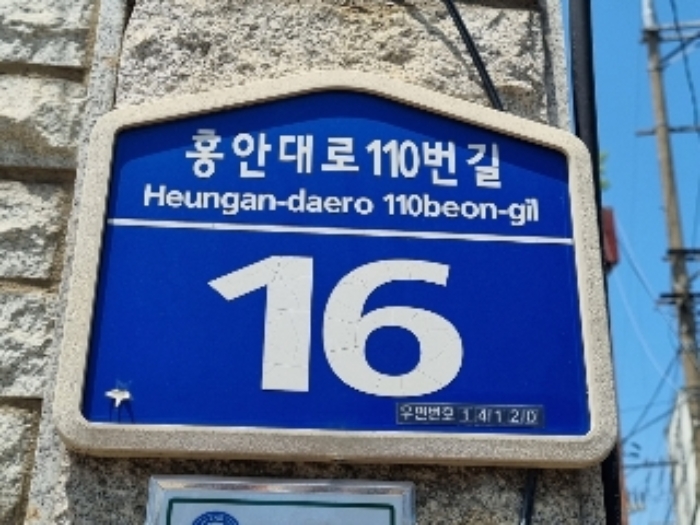 흥안대로110번길
Heungan-daero 110beon-gil
16
우편번호 14120